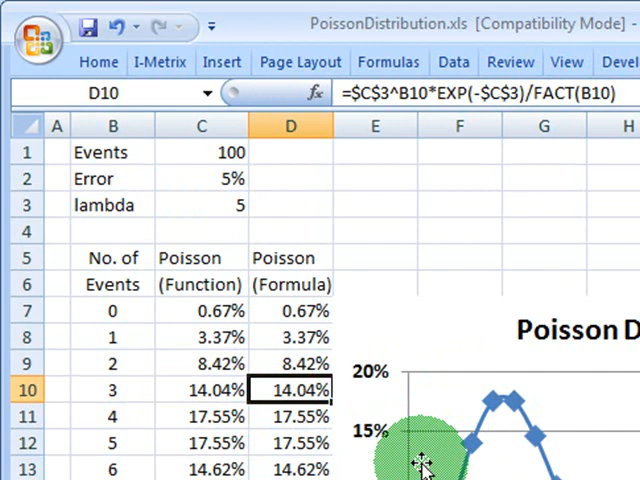 PoissonDistribution.xls [Compatibility Mode] -
Home I-Metrix Insert Page Layout Formulas Data Review View
D10 fx =$C$3^B10*EXP(-$C$3)/FACT(B10)
A B C D E F G H
1 Events 100
2 Error 5%
3 lambda 5
4
5 No. of Poisson Poisson
6 Events (Function) (Formula)
7 0 0.67% 0.67%
8 1 3.37% 3.37%
9 2 8.42% 8.42%
10 3 14.04% 14.04%
11 4 17.55% 17.55%
12 5 17.55% 17.55%
13 6 14.62% 14.62%
Poisson D
20%
15%